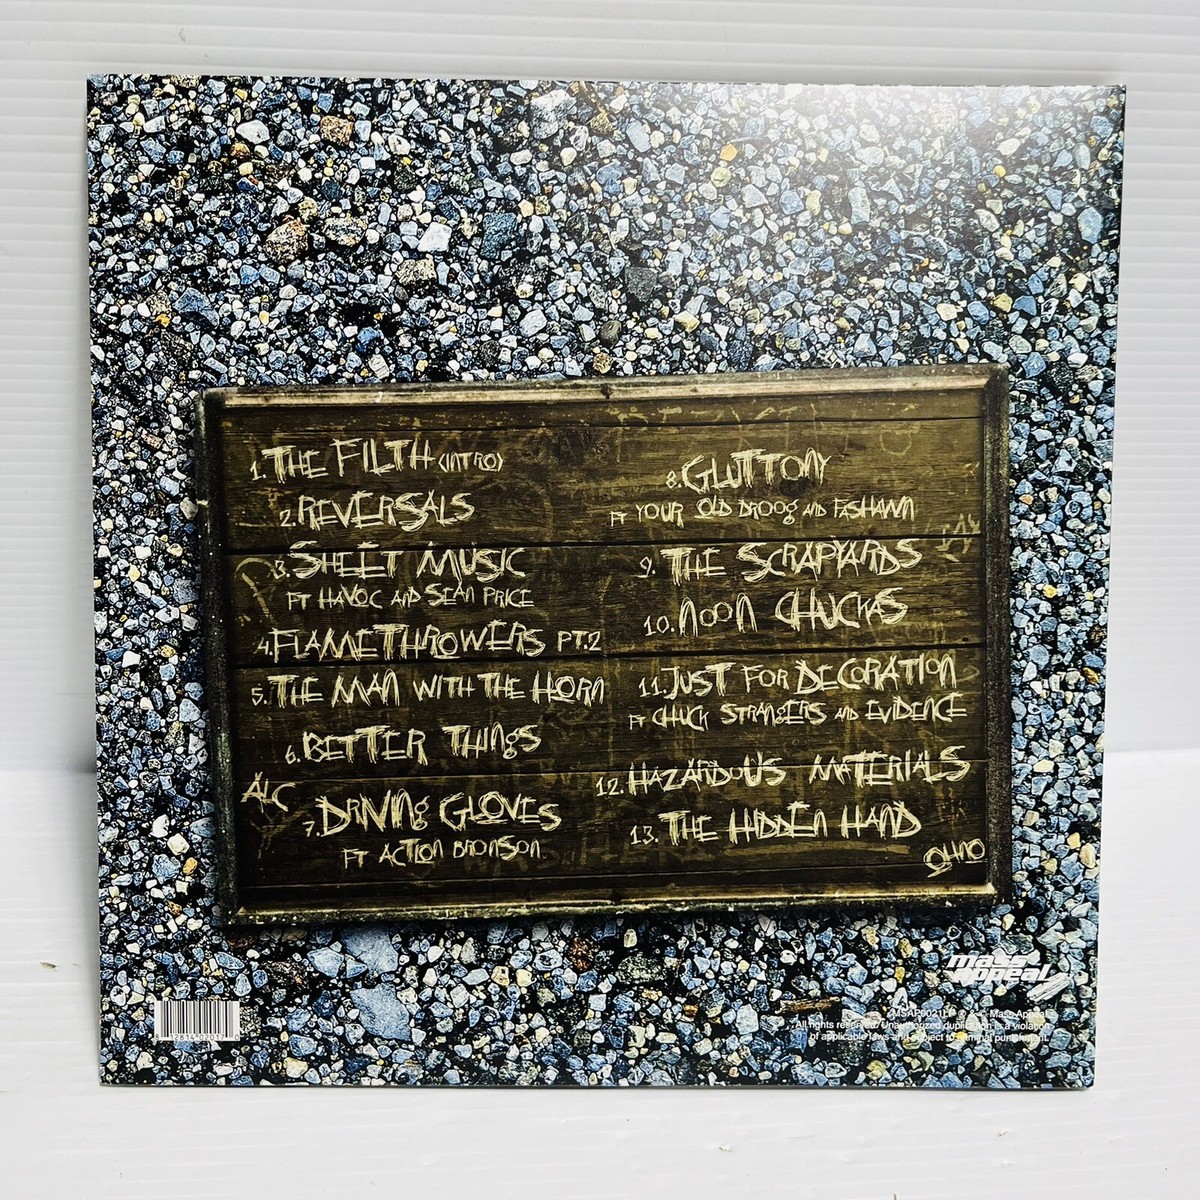 1. THE FILTH (INTRO)
2. REVERSALS
3. SHEET MUSIC
FT HAVOC AND SEAN PRICE
4. FLAMETHROWERS PT.2
5. THE MAN WITH THE HORN
6. BETTER THINGS
ALC
7. DRIVING GLOVES
FT ACTION BRONSON
8. GLUTTONY
FT YOUR OLD DROOG AND FASHAWN
9. THE SCRAPYARDS
10. NOON CHUCKAS
11. JUST FOR DECORATION
FT CHUCK STRANGERS AND EVIDENCE
12. HAZARDOUS MATERIALS
13. THE HIDDEN HAND
OHNO
mass appeal
MSAP0021LP ℗ © Mass Appeal.
All rights reserved. Unauthorized duplication is a violation
of applicable laws and subject to criminal punishment.